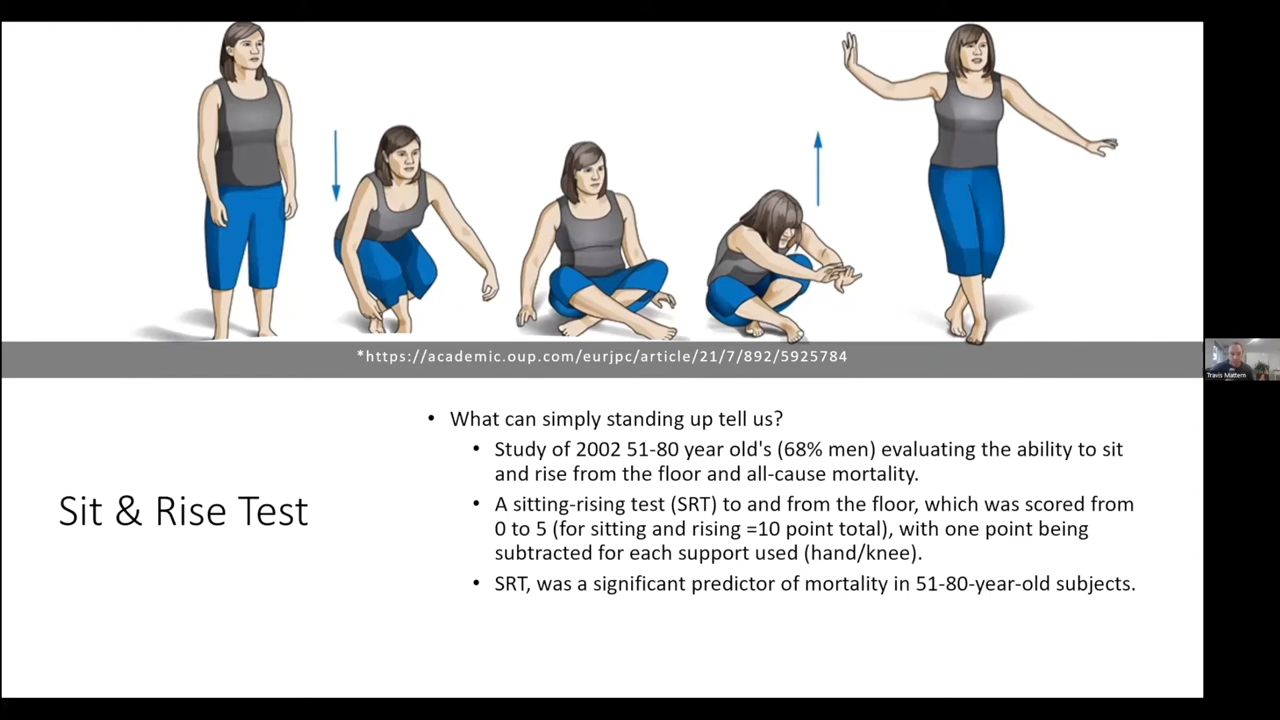 *https://academic.oup.com/eurjpc/article/21/7/892/5925784
Travis Mattern
Sit & Rise Test
• What can simply standing up tell us?
• Study of 2002 51-80 year old's (68% men) evaluating the ability to sit
and rise from the floor and all-cause mortality.
• A sitting-rising test (SRT) to and from the floor, which was scored from
0 to 5 (for sitting and rising =10 point total), with one point being
subtracted for each support used (hand/knee).
• SRT, was a significant predictor of mortality in 51-80-year-old subjects.